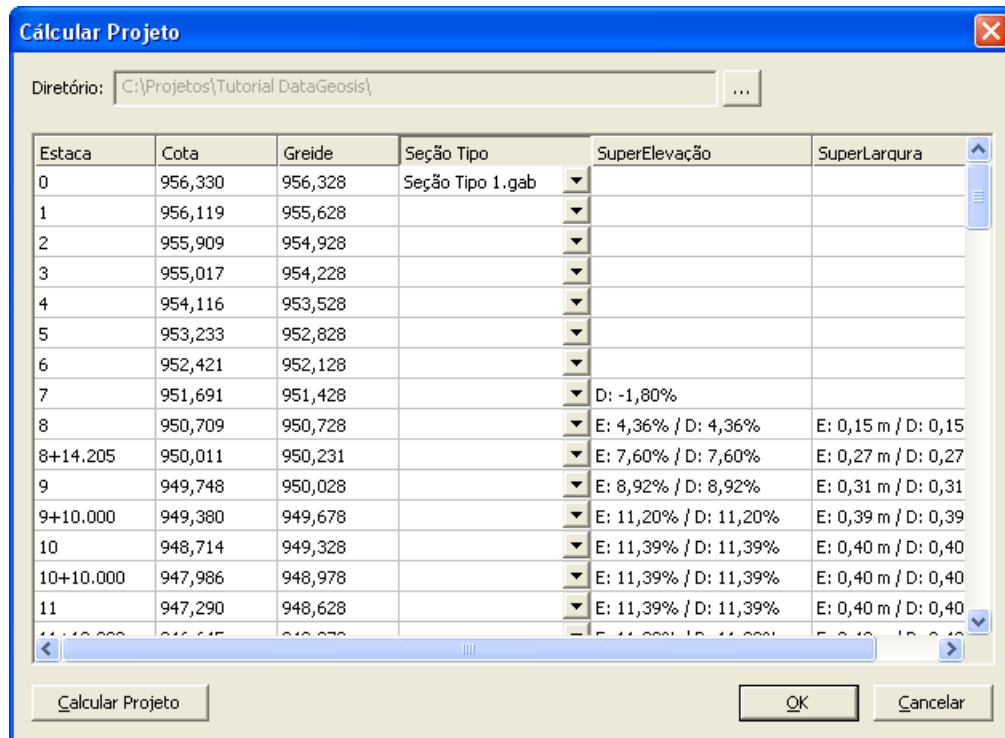 Cálcular Projeto
Diretório: C:\Projetos\Tutorial DataGeosis\ ...
Estaca Cota Greide Seção Tipo SuperElevação SuperLargura
0 956,330 956,328 Seção Tipo 1.gab
1 956,119 955,628
2 955,909 954,928
3 955,017 954,228
4 954,116 953,528
5 953,233 952,828
6 952,421 952,128
7 951,691 951,428 D: -1,80%
8 950,709 950,728 E: 4,36% / D: 4,36% E: 0,15 m / D: 0,15
8+14.205 950,011 950,231 E: 7,60% / D: 7,60% E: 0,27 m / D: 0,27
9 949,748 950,028 E: 8,92% / D: 8,92% E: 0,31 m / D: 0,31
9+10.000 949,380 949,678 E: 11,20% / D: 11,20% E: 0,39 m / D: 0,39
10 948,714 949,328 E: 11,39% / D: 11,39% E: 0,40 m / D: 0,40
10+10.000 947,986 948,978 E: 11,39% / D: 11,39% E: 0,40 m / D: 0,40
11 947,290 948,628 E: 11,39% / D: 11,39% E: 0,40 m / D: 0,40
Calcular Projeto OK Cancelar